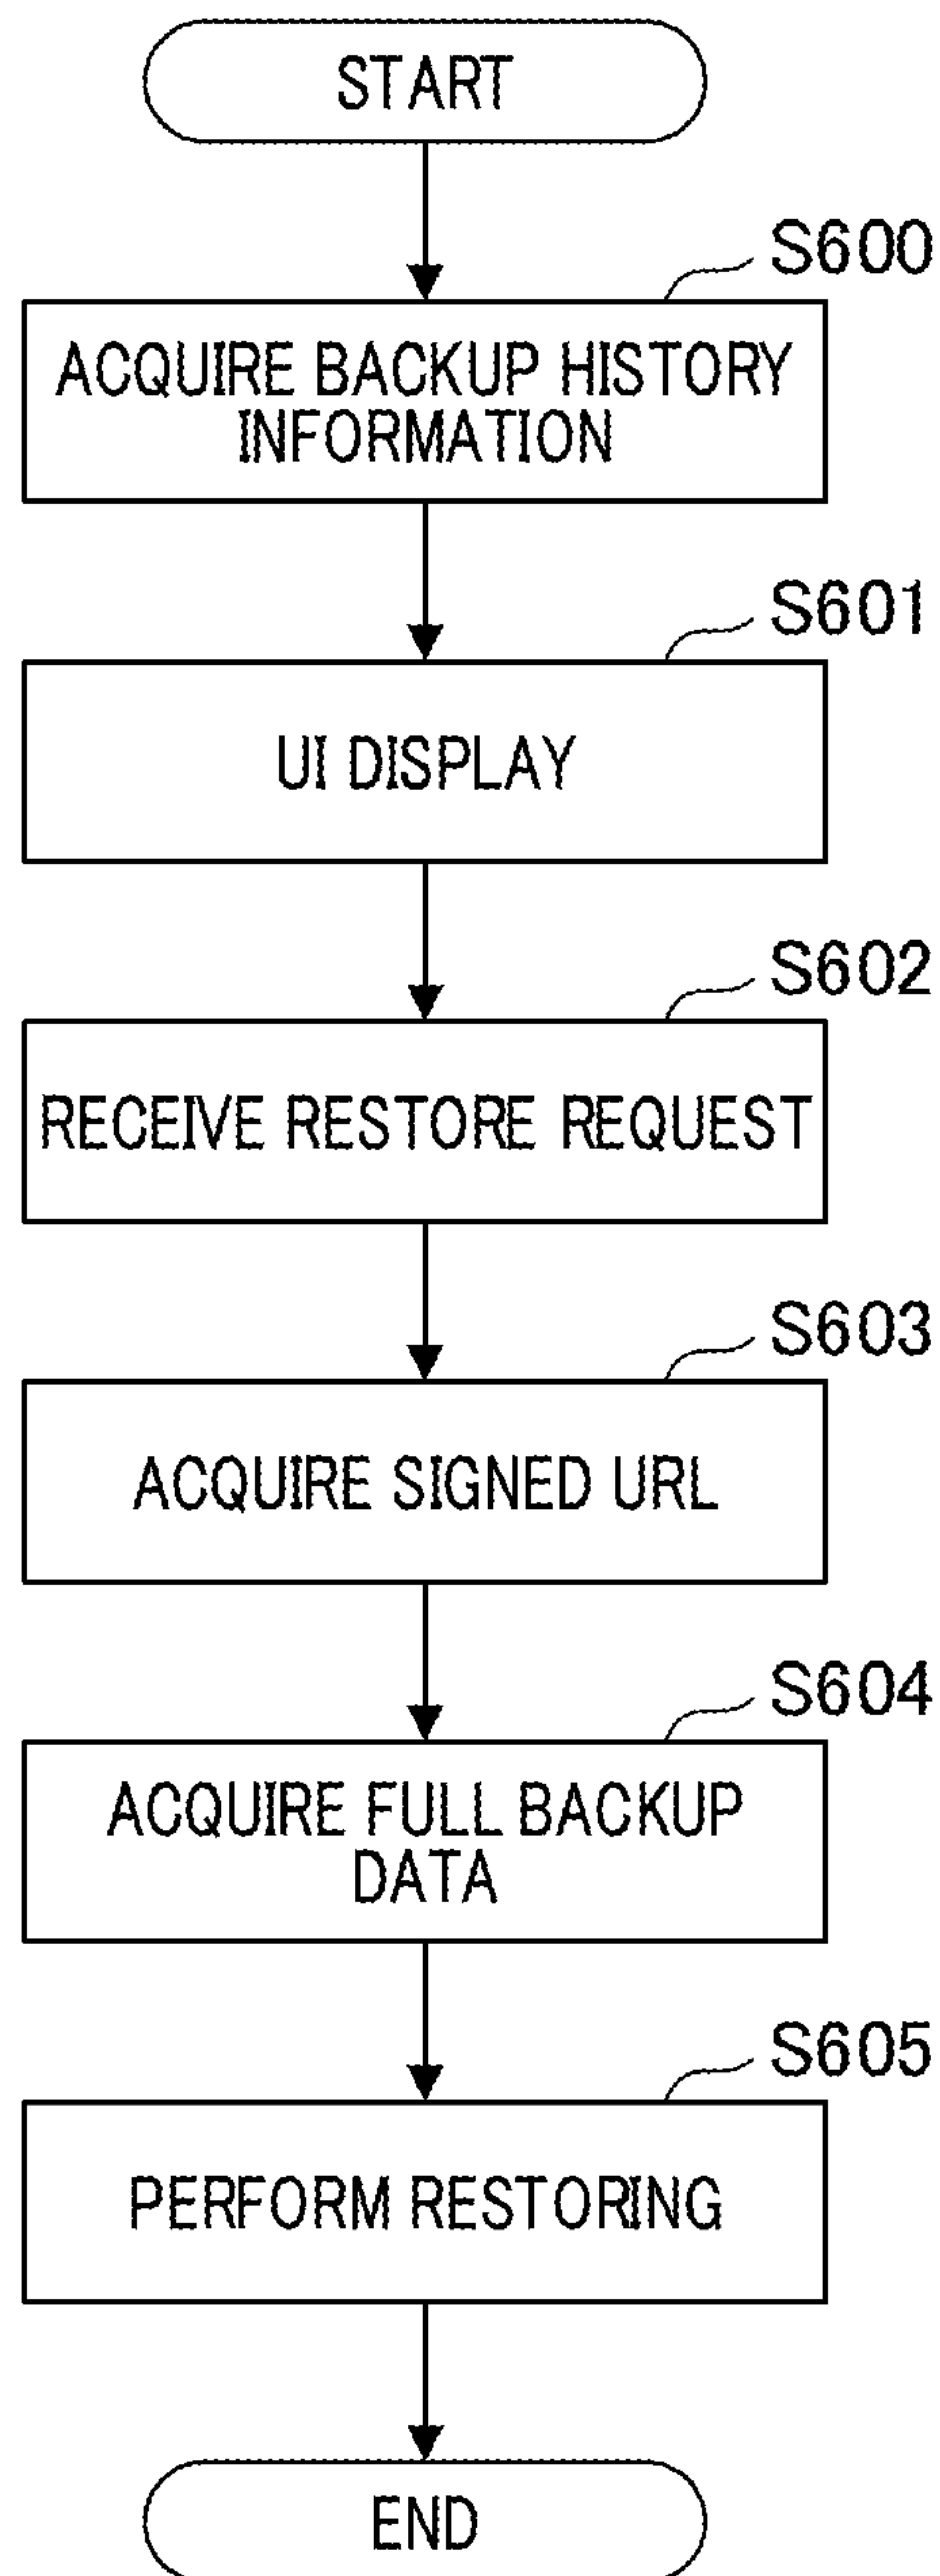 START
S600
ACQUIRE BACKUP HISTORY
INFORMATION
S601
UI DISPLAY
S602
RECEIVE RESTORE REQUEST
S603
ACQUIRE SIGNED URL
S604
ACQUIRE FULL BACKUP
DATA
S605
PERFORM RESTORING
END